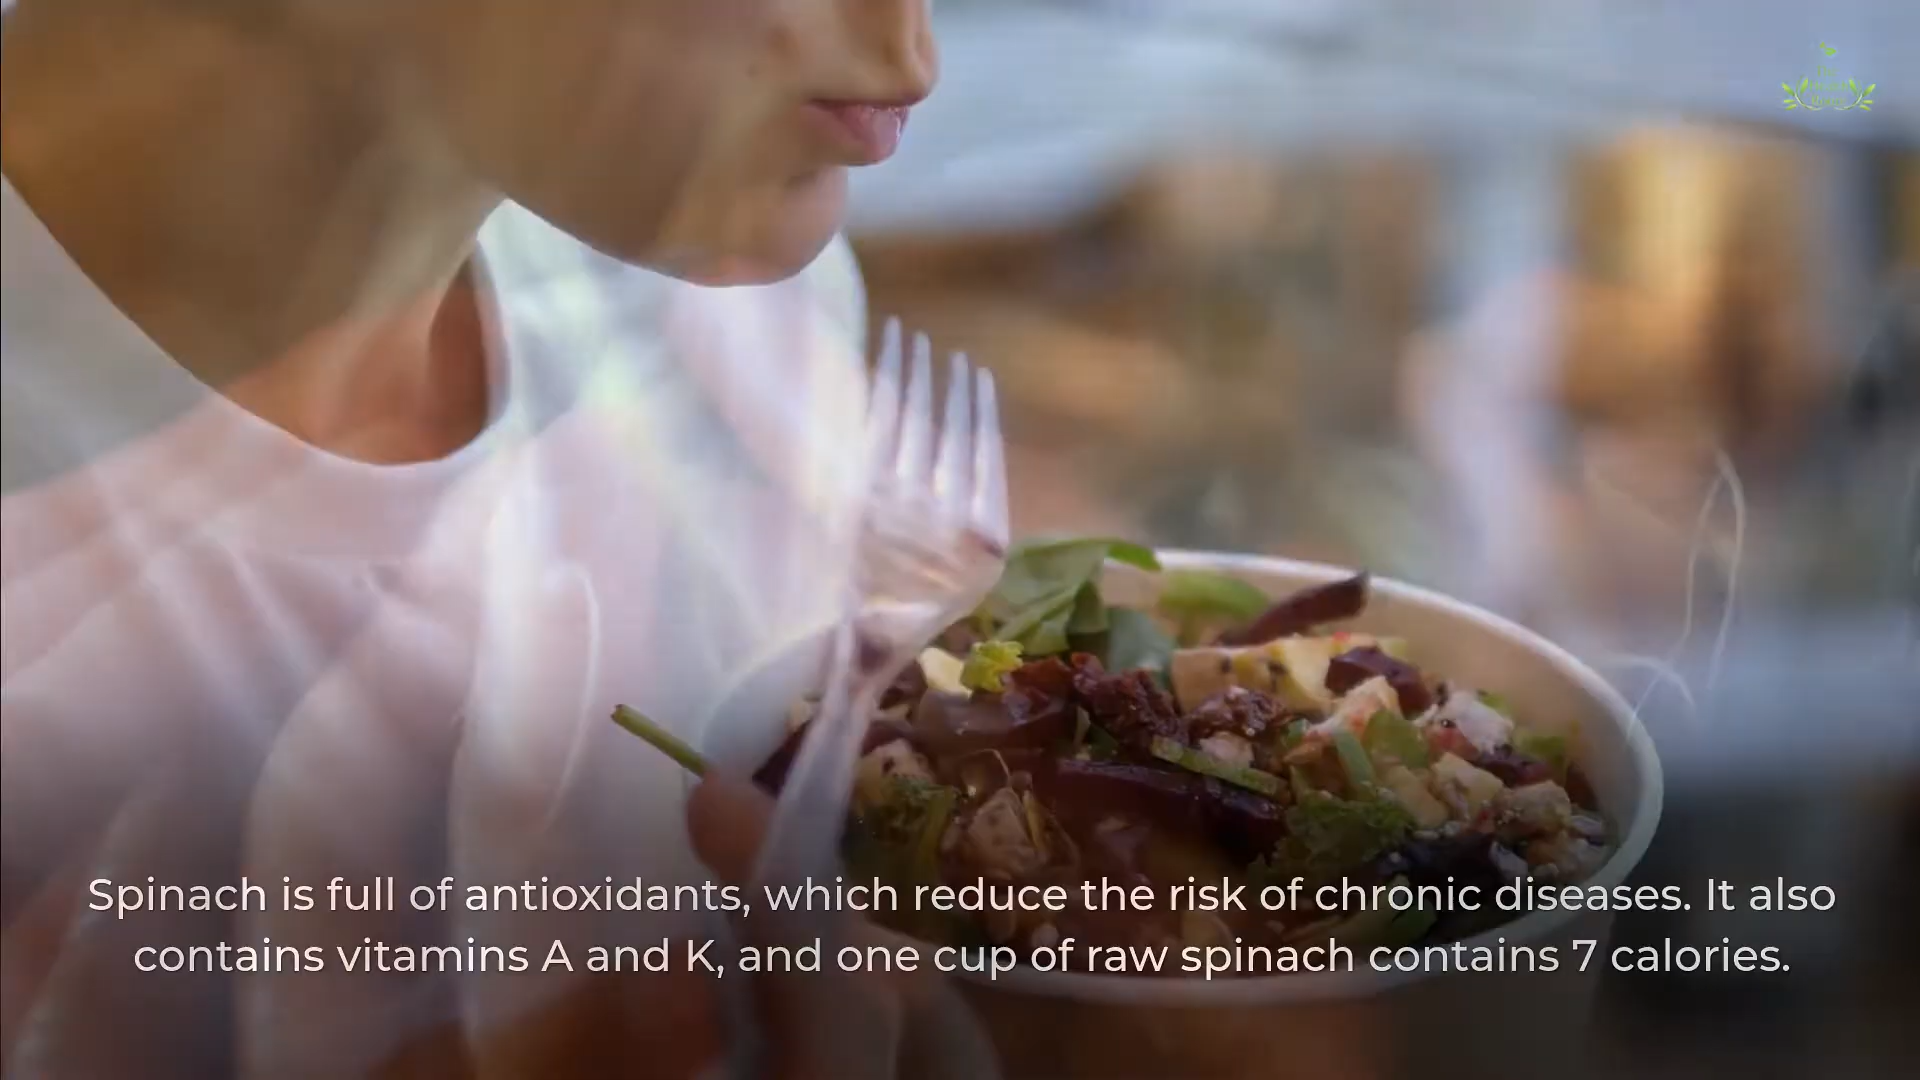 Spinach is full of antioxidants, which reduce the risk of chronic diseases. It also
contains vitamins A and K, and one cup of raw spinach contains 7 calories.